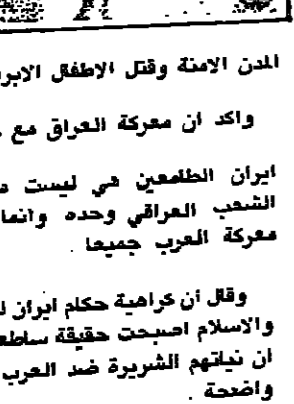 المدن الامنة وقتل الاطفال الابر
واكد ان معركة العراق مع
ايران الطامعين هي ليست
الشعب العراقي وحده وانما
معركة العرب جميعا .
وقال أن كراهية حكام ايران
والاسلام اصبحت حقيقة ساطعة
ان نياتهم الشريرة ضد العرب
واضحة .